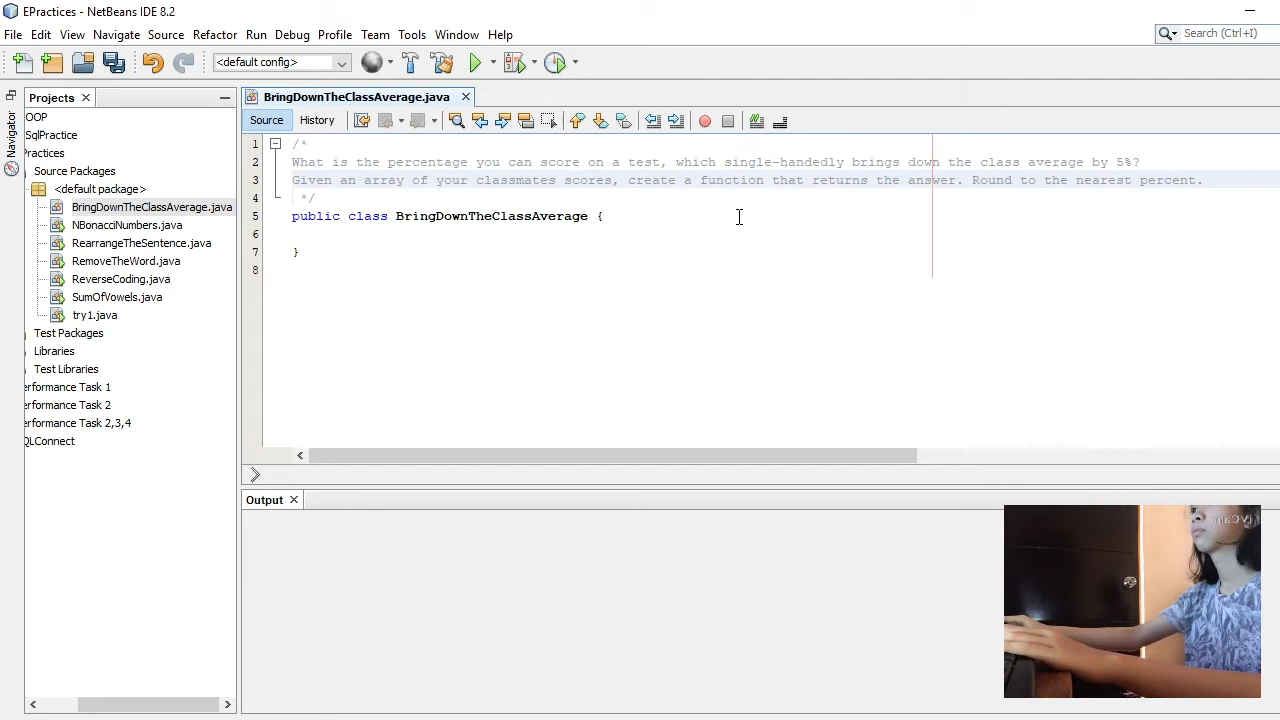 EPractices - NetBeans IDE 8.2
File Edit View Navigate Source Refactor Run Debug Profile Team Tools Window Help
<default config>
Search (Ctrl+I)
Projects
BringDownTheClassAverage.java
Navigator
OOP
SqlPractice
Practices
Source Packages
<default package>
BringDownTheClassAverage.java
NBonacciNumbers.java
RearrangeTheSentence.java
RemoveTheWord.java
ReverseCoding.java
SumOfVowels.java
try1.java
Test Packages
Libraries
Test Libraries
erformance Task 1
erformance Task 2
erformance Task 2,3,4
QLConnect
Source History
1 /*
2 What is the percentage you can score on a test, which single-handedly brings down the class average by 5%?
3 Given an array of your classmates scores, create a function that returns the answer. Round to the nearest percent.
4 */
5 public class BringDownTheClassAverage {
6
7 }
8
Output
iVCam